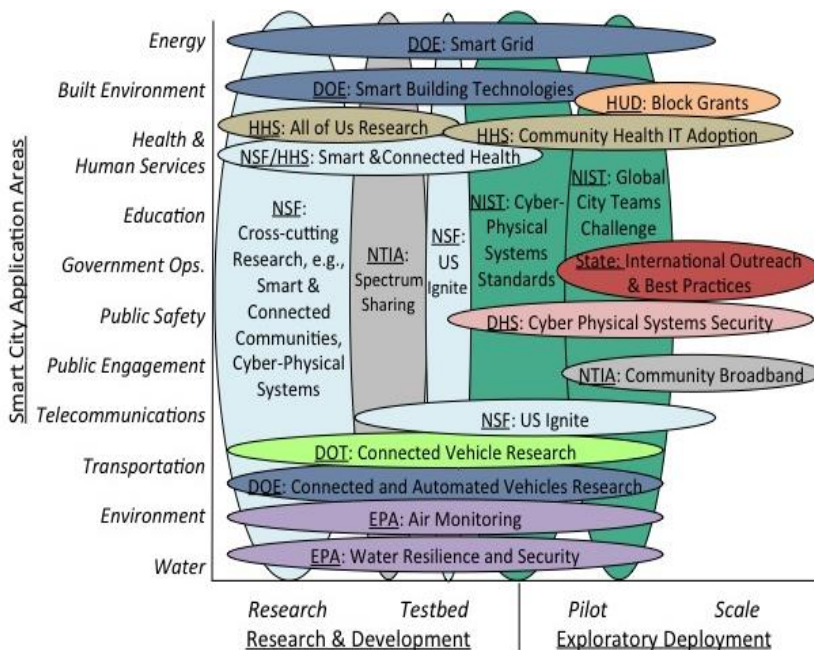 Smart City Application Areas
Energy
Built Environment
Health &
Human Services
Education
Government Ops.
Public Safety
Public Engagement
Telecommunications
Transportation
Environment
Water
DOE: Smart Grid
DOE: Smart Building Technologies
HUD: Block Grants
HHS: All of Us Research
HHS: Community Health IT Adoption
NSF/HHS: Smart &Connected Health
NSF:
Cross-cutting
Research, e.g.,
Smart &
Connected
Communities,
Cyber-Physical
Systems
NTIA:
Spectrum
Sharing
NSF:
US
Ignite
NIST: Cyber-
Physical
Systems
Standards
NIST: Global
City Teams
Challenge
State: International Outreach
& Best Practices
DHS: Cyber Physical Systems Security
NTIA: Community Broadband
NSF: US Ignite
DOT: Connected Vehicle Research
DOE: Connected and Automated Vehicles Research
EPA: Air Monitoring
EPA: Water Resilience and Security
Research
Testbed
Pilot
Scale
Research & Development
Exploratory Deployment